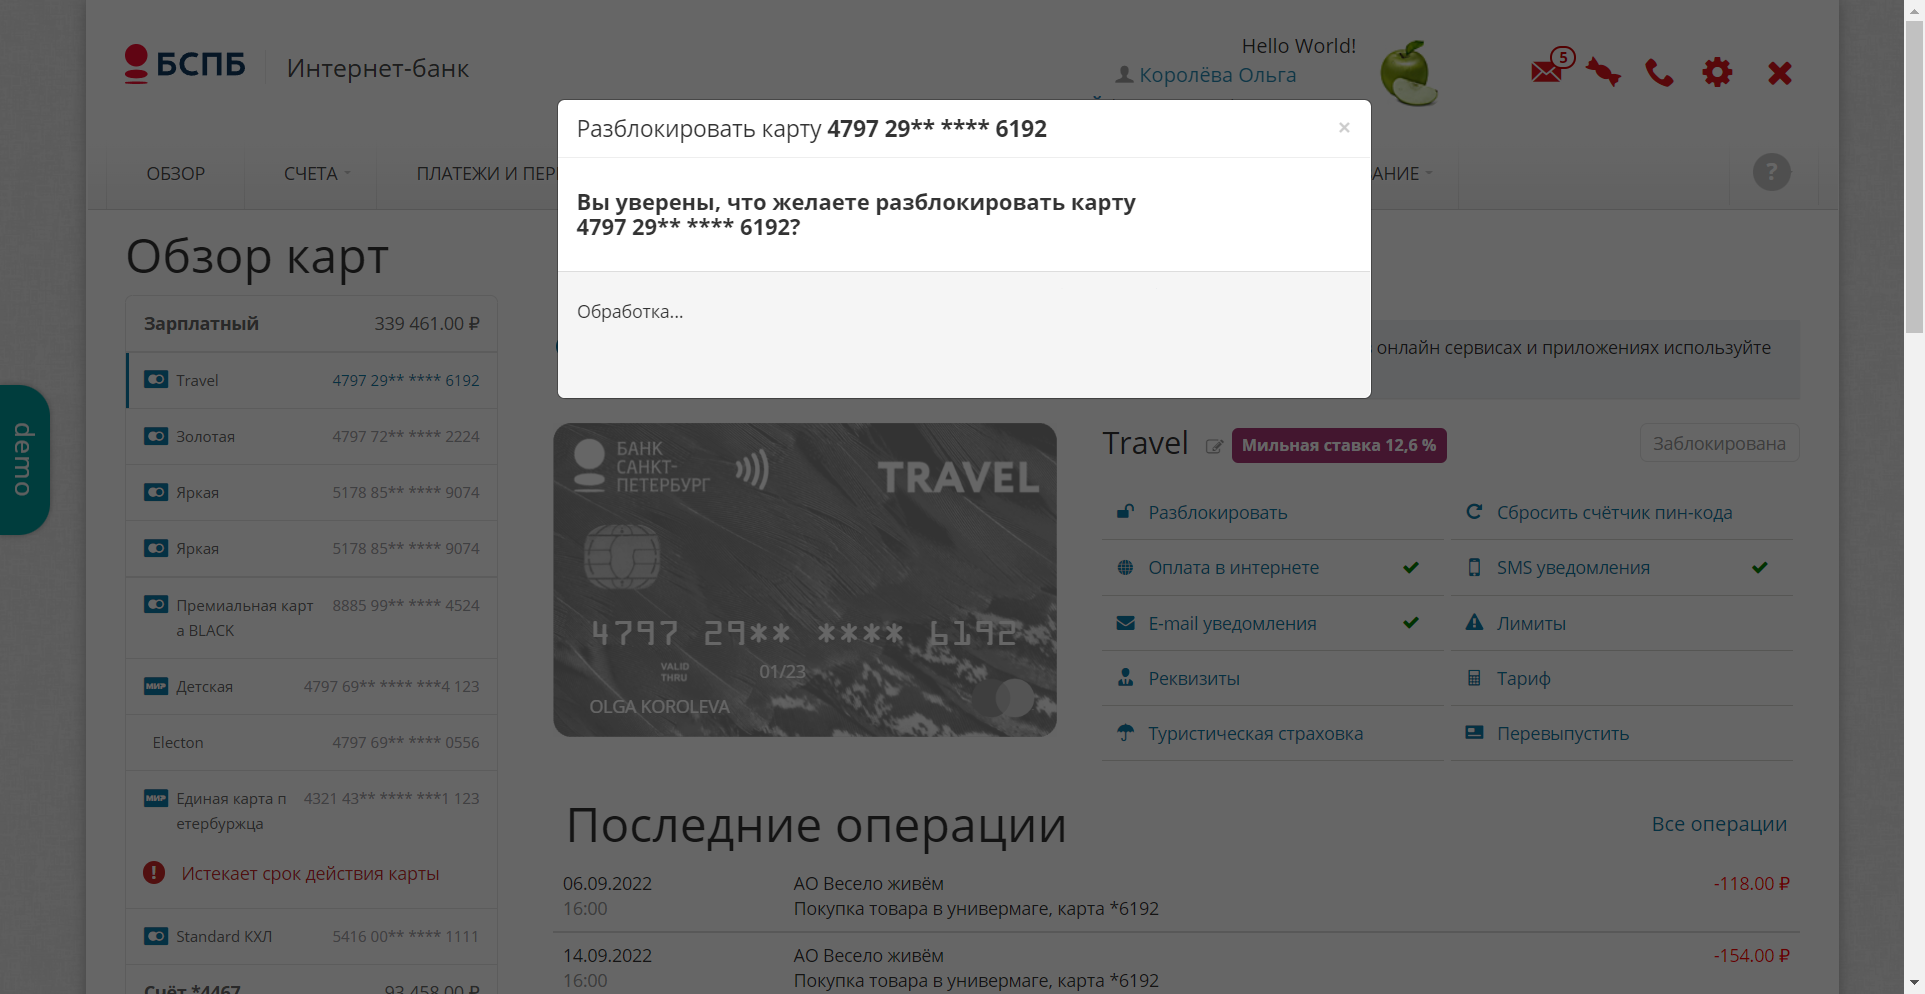 БСПБ
Интернет-банк
Hello World!
Королёва Ольга
5
Разблокировать карту 4797 29** **** 6192
×
ОБЗОР
СЧЕТА
ПЛАТЕЖИ И ПЕР
АНИЕ
?
Вы уверены, что желаете разблокировать карту
4797 29** **** 6192?
Обработка...
Обзор карт
Зарплатный 339 461.00 ₽
Travel 4797 29** **** 6192
Золотая 4797 72** **** 2224
Яркая 5178 85** **** 9074
Яркая 5178 85** **** 9074
Премиальная карт 8885 99** **** 4524
а BLACK
МИР Детская 4797 69** **** ***4 123
Electon 4797 69** **** 0556
МИР Единая карта п 4321 43** **** ***1 123
етербуржца
Истекает срок действия карты
Standard КХЛ 5416 00** **** 1111
Счёт *4467 93 458.00 ₽
demo
онлайн сервисах и приложениях используйте
БАНК
САНКТ-
ПЕТЕРБУРГ
TRAVEL
4797 29** **** 6192
VALID
THRU
01/23
OLGA KOROLEVA
Travel
Мильная ставка 12,6 %
Заблокирована
Разблокировать
Сбросить счётчик пин-кода
Оплата в интернете
SMS уведомления
E-mail уведомления
Лимиты
Реквизиты
Тариф
Туристическая страховка
Перевыпустить
Последние операции
Все операции
06.09.2022 АО Весело живём -118.00 ₽
16:00 Покупка товара в универмаге, карта *6192
14.09.2022 АО Весело живём -154.00 ₽
16:00 Покупка товара в универмаге, карта *6192